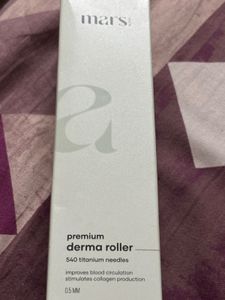 mars
a
premium
derma roller
540 titanium needles
improves blood circulation
stimulates collagen production
0.5 MM